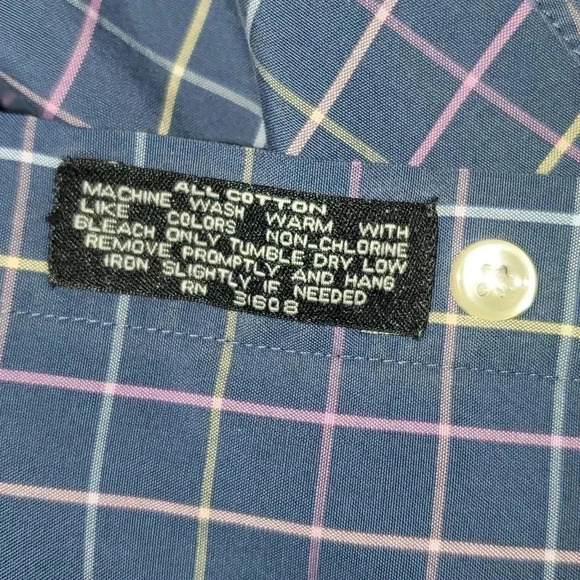 ALL COTTON
MACHINE WASH WARM WITH
LIKE COLORS NON-CHLORINE
BLEACH ONLY TUMBLE DRY LOW
REMOVE PROMPTLY AND HANG
IRON SLIGHTLY IF NEEDED
RN 31608